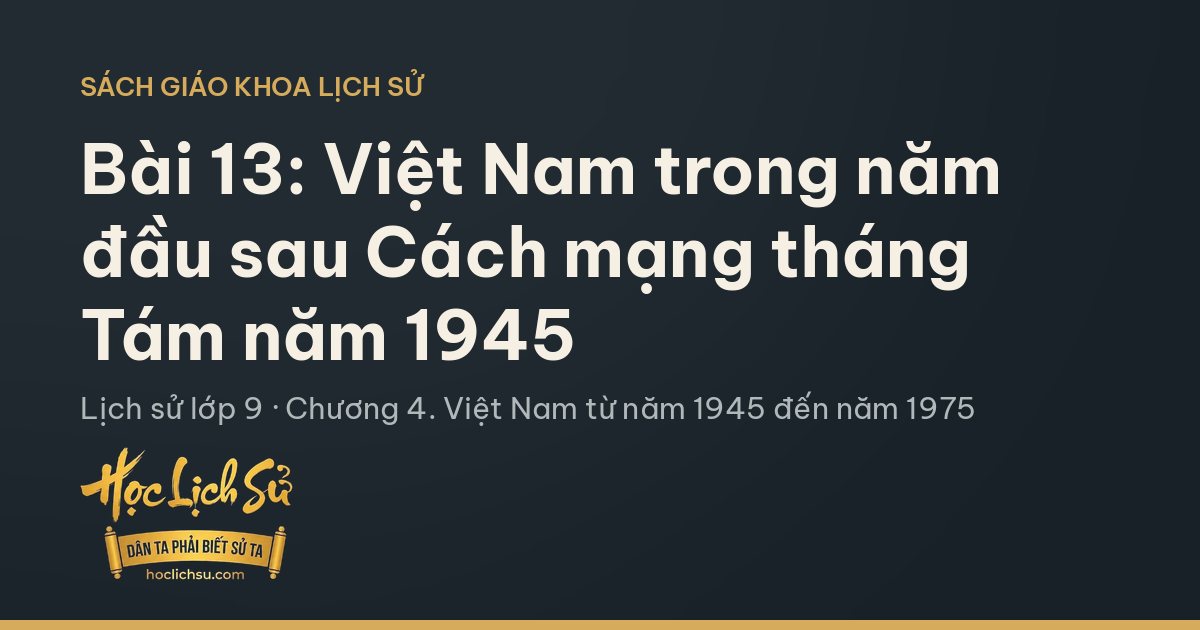 SÁCH GIÁO KHOA LỊCH SỬ
Bài 13: Việt Nam trong năm
đầu sau Cách mạng tháng
Tám năm 1945
Lịch sử lớp 9 · Chương 4. Việt Nam từ năm 1945 đến năm 1975
Học Lịch Sử
DÂN TA PHẢI BIẾT SỬ TA
hoclichsu.com